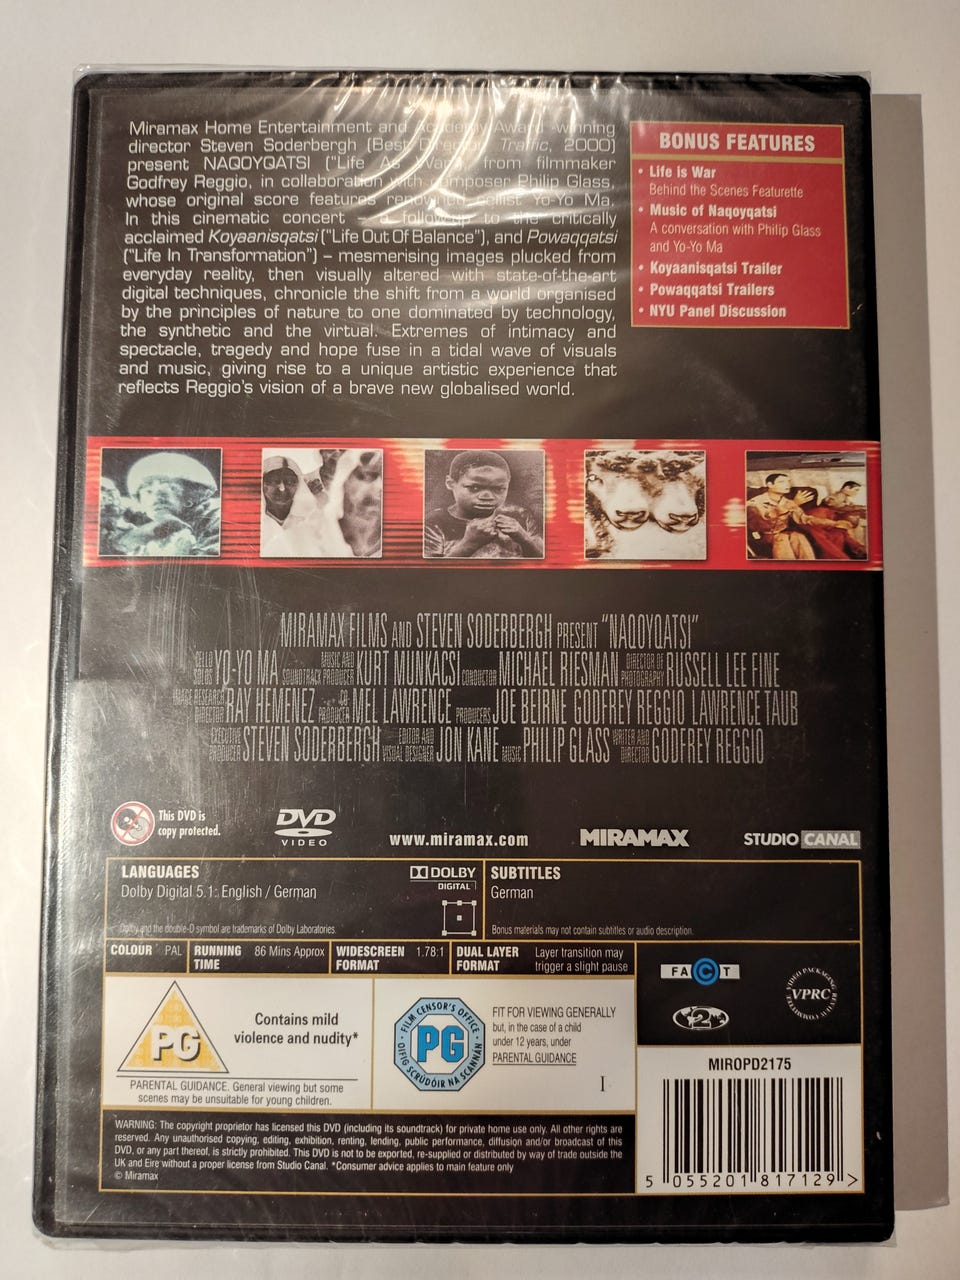 Miramax Home Entertainment and Academy Award -winning
director Steven Soderbergh (Best Director, Traffic, 2000)
present NAQOYQATSI ("Life As War"), from filmmaker
Godfrey Reggio, in collaboration with composer Philip Glass,
whose original score features renowned cellist Yo-Yo Ma.
In this cinematic concert – a follow-up to the critically
acclaimed Koyaanisqatsi ("Life Out Of Balance"), and Powaqqatsi
("Life In Transformation") – mesmerising images plucked from
everyday reality, then visually altered with state-of-the-art
digital techniques, chronicle the shift from a world organised
by the principles of nature to one dominated by technology,
the synthetic and the virtual. Extremes of intimacy and
spectacle, tragedy and hope fuse in a tidal wave of visuals
and music, giving rise to a unique artistic experience that
reflects Reggio's vision of a brave new globalised world.
BONUS FEATURES
• Life is War
Behind the Scenes Featurette
• Music of Naqoyqatsi
A conversation with Philip Glass
and Yo-Yo Ma
• Koyaanisqatsi Trailer
• Powaqqatsi Trailers
• NYU Panel Discussion
MIRAMAX FILMS AND STEVEN SODERBERGH PRESENT "NAQOYQATSI"
CELLO SOLOS YO-YO MA MUSIC AND SOUNDTRACK PRODUCER KURT MUNKACSI CONDUCTOR MICHAEL RIESMAN DIRECTOR OF PHOTOGRAPHY RUSSELL LEE FINE
IMAGE RESEARCH DIRECTOR RAY HEMENEZ CO PRODUCER MEL LAWRENCE PRODUCERS JOE BEIRNE GODFREY REGGIO LAWRENCE TAUB
EXECUTIVE PRODUCER STEVEN SODERBERGH EDITOR AND VISUAL DESIGNER JON KANE MUSIC PHILIP GLASS WRITER AND DIRECTOR GODFREY REGGIO
This DVD is
copy protected.
DVD
VIDEO
www.miramax.com
MIRAMAX
STUDIO CANAL
LANGUAGES
Dolby Digital 5.1: English / German
DOLBY
DIGITAL
Dolby and the double-D symbol are trademarks of Dolby Laboratories.
SUBTITLES
German
Bonus materials may not contain subtitles or audio description.
COLOUR PAL
RUNNING TIME 86 Mins Approx
WIDESCREEN FORMAT 1.78:1
DUAL LAYER FORMAT
Layer transition may
trigger a slight pause
FACT
2
VIDEO PACKAGING REVIEW COMMITTEE
VPRC
PG
Contains mild
violence and nudity*
PARENTAL GUIDANCE. General viewing but some
scenes may be unsuitable for young children.
FILM CENSOR'S OFFICE
PG
OIFIG SCRÚDÓIR NA SCANNÁN
FIT FOR VIEWING GENERALLY
but, in the case of a child
under 12 years, under
PARENTAL GUIDANCE
I
WARNING: The copyright proprietor has licensed this DVD (including its soundtrack) for private home use only. All other rights are
reserved. Any unauthorised copying, editing, exhibition, renting, lending, public performance, diffusion and/or broadcast of this
DVD, or any part thereof, is strictly prohibited. This DVD is not to be exported, re-supplied or distributed by way of trade outside the
UK and Eire without a proper license from Studio Canal. *Consumer advice applies to main feature only
© Miramax
MIROPD2175
5 055201 817129 >